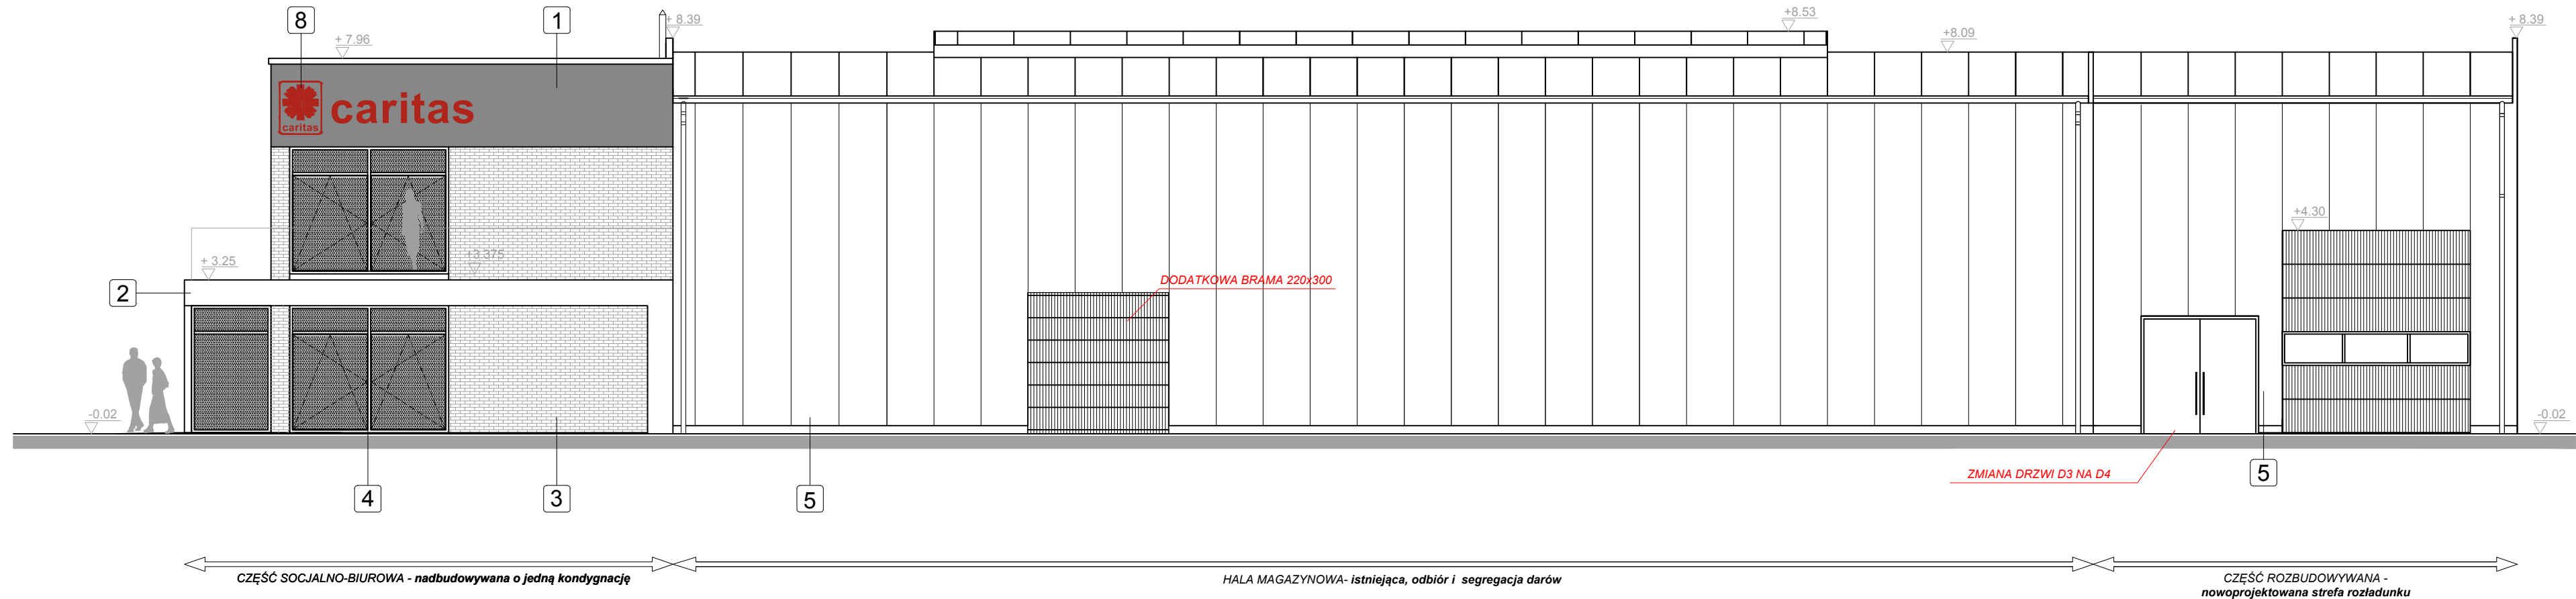 8
1
+ 8.39
+8.53
+ 8.39
+8.09
+ 7.96
caritas
caritas
+4.30
+ 3.25
+3.375
2
DODATKOWA BRAMA 220x300
-0.02
-0.02
ZMIANA DRZWI D3 NA D4
4
3
5
5
CZĘŚĆ SOCJALNO-BIUROWA - nadbudowywana o jedną kondygnację
HALA MAGAZYNOWA- istniejąca, odbiór i segregacja darów
CZĘŚĆ ROZBUDOWYWANA -
nowoprojektowana strefa rozładunku